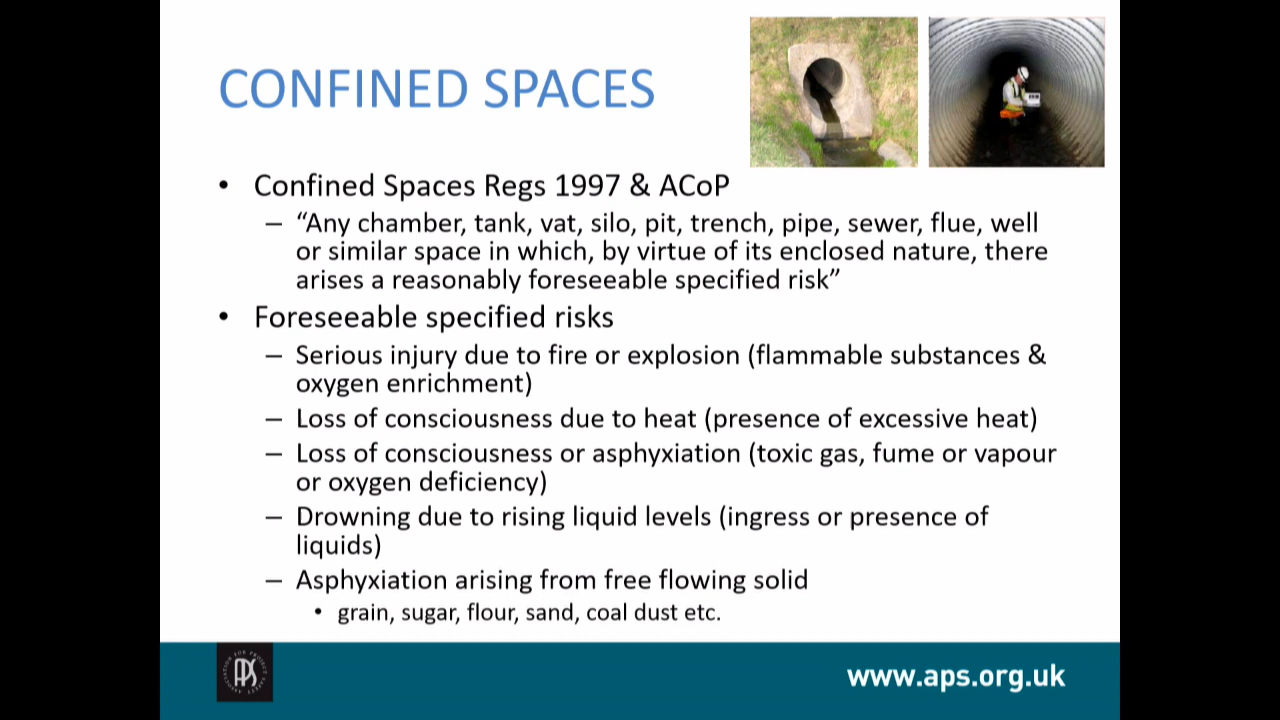 CONFINED SPACES
• Confined Spaces Regs 1997 & ACoP
– “Any chamber, tank, vat, silo, pit, trench, pipe, sewer, flue, well
or similar space in which, by virtue of its enclosed nature, there
arises a reasonably foreseeable specified risk”
• Foreseeable specified risks
– Serious injury due to fire or explosion (flammable substances &
oxygen enrichment)
– Loss of consciousness due to heat (presence of excessive heat)
– Loss of consciousness or asphyxiation (toxic gas, fume or vapour
or oxygen deficiency)
– Drowning due to rising liquid levels (ingress or presence of
liquids)
– Asphyxiation arising from free flowing solid
• grain, sugar, flour, sand, coal dust etc.
APS
ASSOCIATION FOR PROJECT SAFETY
www.aps.org.uk